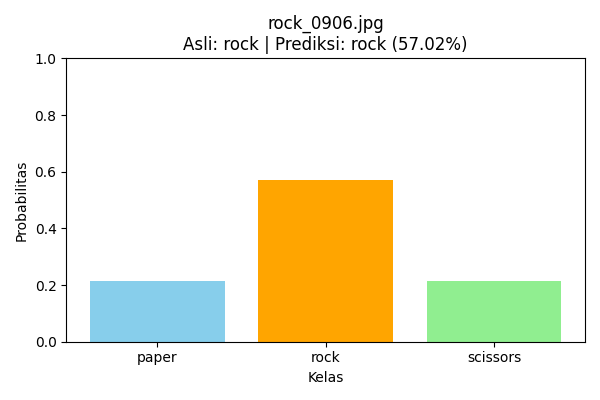 rock_0906.jpg
Asli: rock | Prediksi: rock (57.02%)
1.0
0.8
0.6
0.4
0.2
0.0
Probabilitas
paper rock scissors
Kelas